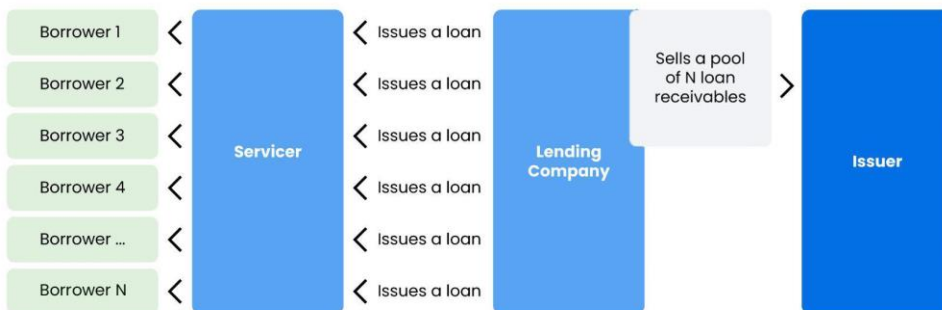 Borrower 1
Issues a loan
Borrower 2
Issues a loan
Sells a pool
of N loan
receivables
Borrower 3
Issues a loan
Servicer
Lending
Company
Issuer
Borrower 4
Issues a loan
Borrower ...
Issues a loan
Borrower N
Issues a loan